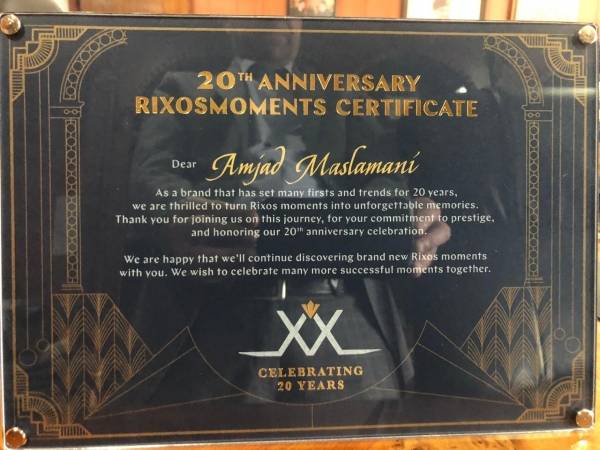 20TH ANNIVERSARY
RIXOSMOMENTS CERTIFICATE
Dear Amjad Maslamani
As a brand that has set many firsts and trends for 20 years,
we are thrilled to turn Rixos moments into unforgettable memories.
Thank you for joining us on this journey, for your commitment to prestige,
and honoring our 20th anniversary celebration.
We are happy that we'll continue discovering brand new Rixos moments
with you. We wish to celebrate many more successful moments together.
XX
CELEBRATING
20 YEARS